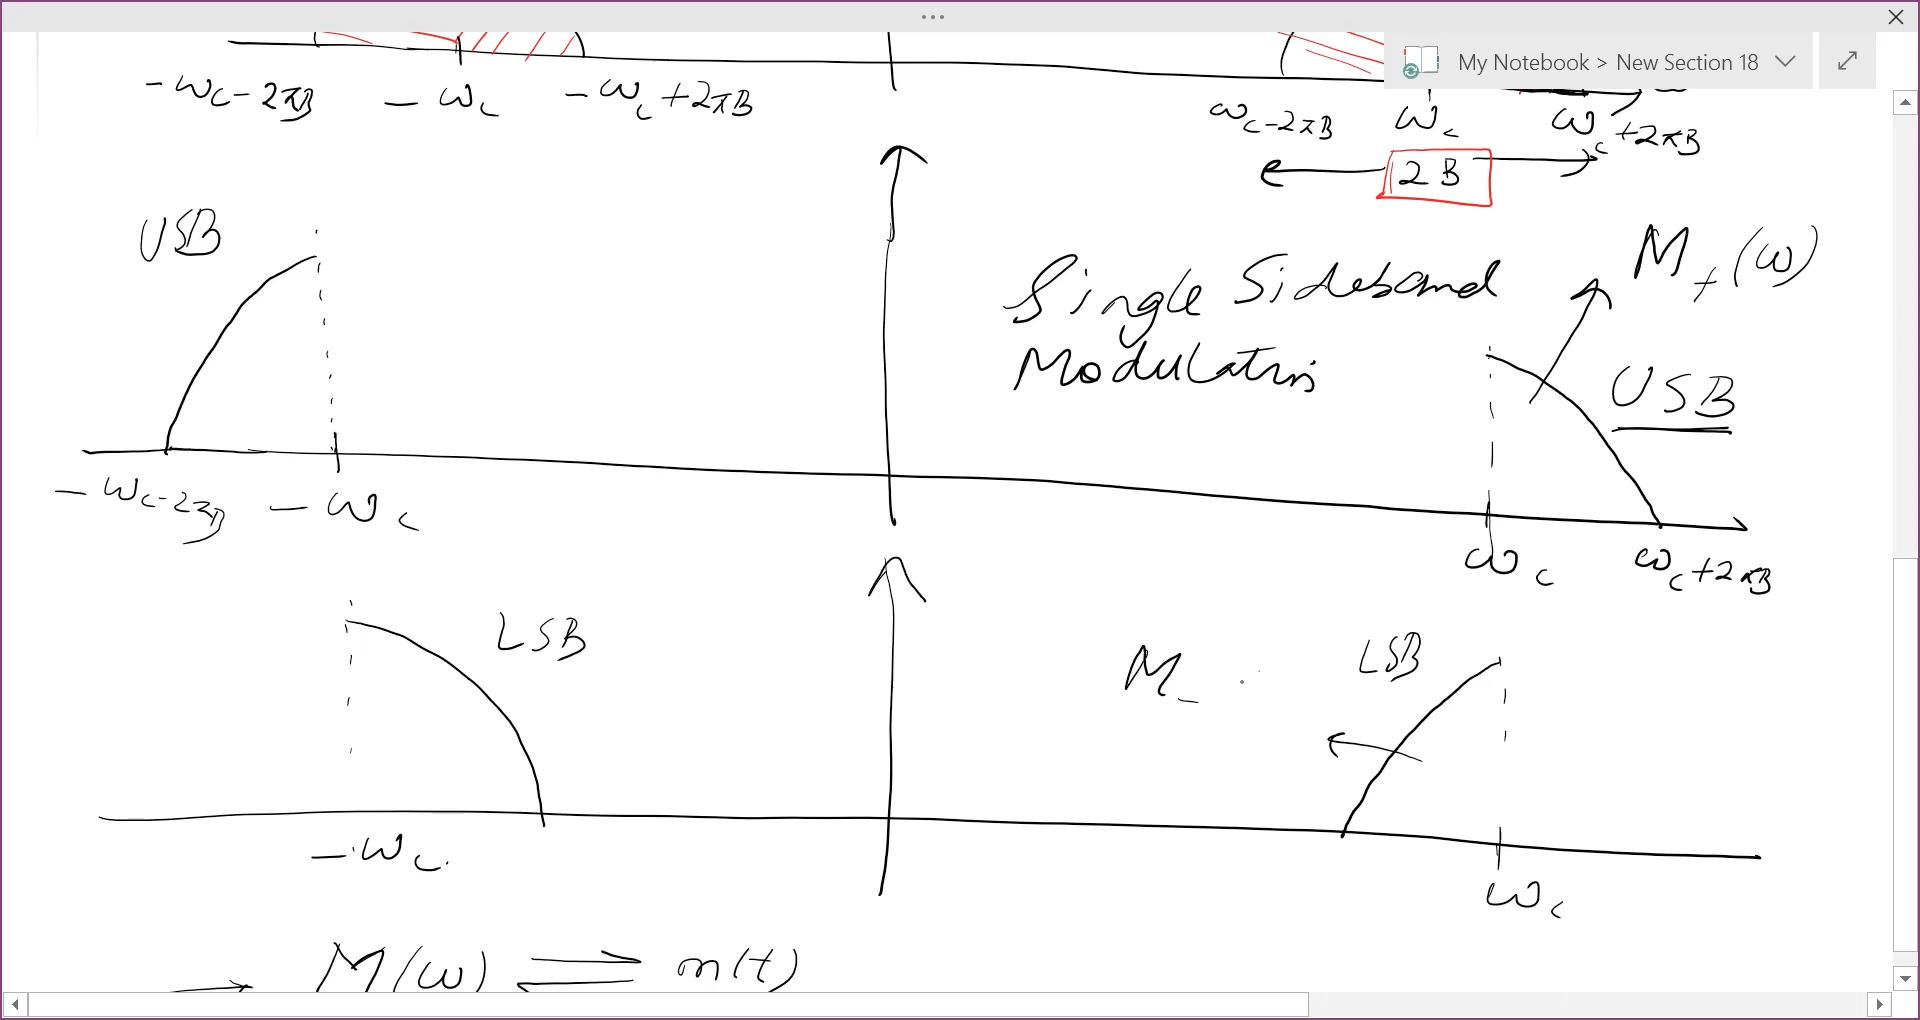 My Notebook > New Section 18
-ωc-2πB -ωc -ωc+2πB ωc-2πB ωc ωc+2πB
2B
USB
Single Sideband
Modulation
M+(ω)
USB
-ωc-2πB -ωc ωc ωc+2πB
LSB M- LSB
-ωc ωc
M(ω) ⇌ m(t)